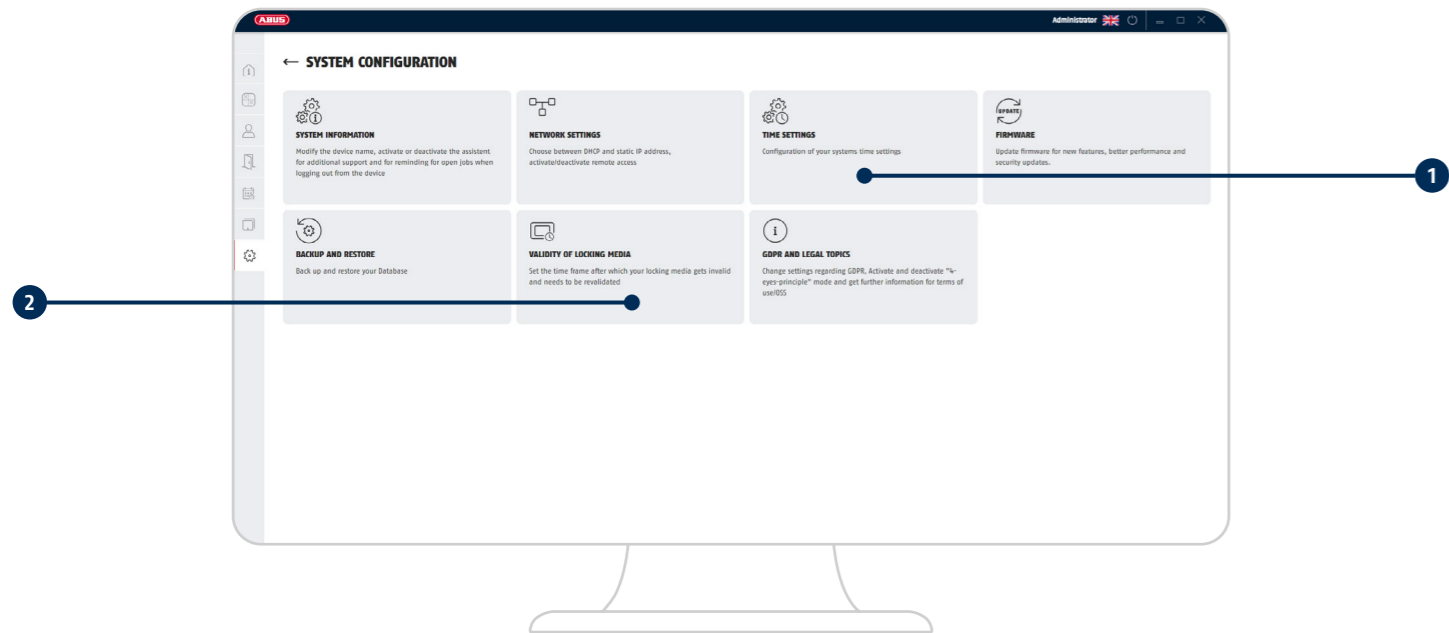 ABUS
Administrator
← SYSTEM CONFIGURATION
SYSTEM INFORMATION
Modify the device name, activate or deactivate the assistent
for additional support and for reminding for open jobs when
logging out from the device
NETWORK SETTINGS
Choose between DHCP and static IP address,
activate/deactivate remote access
TIME SETTINGS
Configuration of your systems time settings
UPDATE
FIRMWARE
Update firmware for new features, better performance and
security updates.
1
BACKUP AND RESTORE
Back up and restore your Database
VALIDITY OF LOCKING MEDIA
Set the time frame after which your locking media gets invalid
and needs to be revalidated
GDPR AND LEGAL TOPICS
Change settings regarding GDPR, Activate and deactivate "4-
eyes-principle" mode and get further information for terms of
use/OSS
2